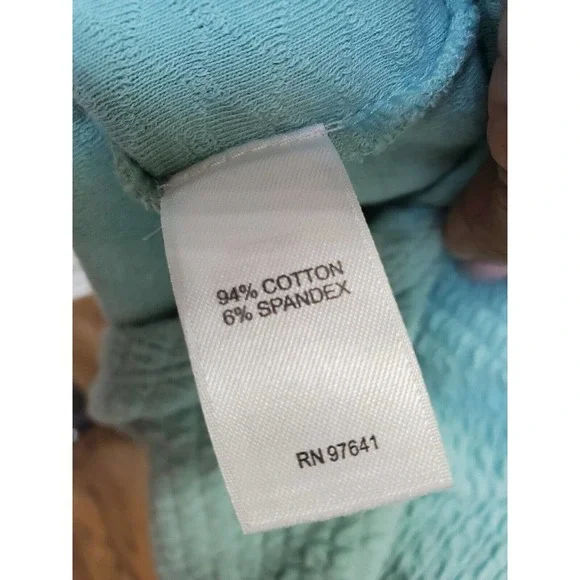 94% COTTON
6% SPANDEX
RN 97641